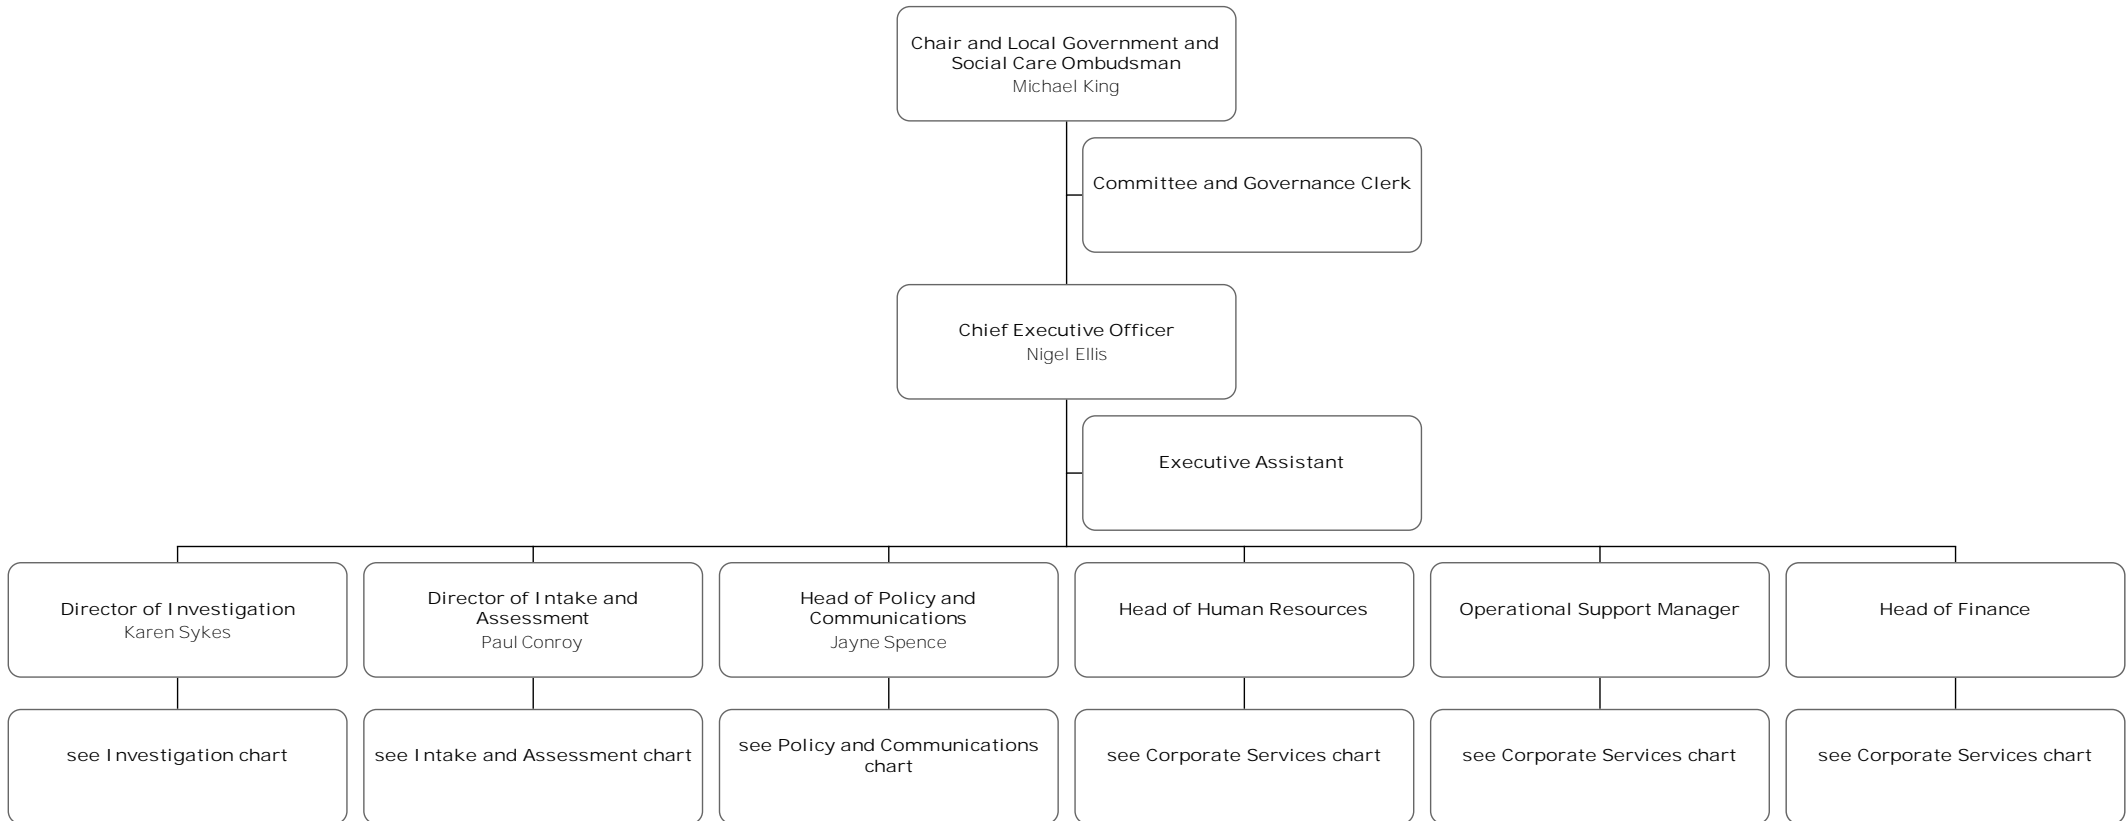 Chair and Local Government and
Social Care Ombudsman
Michael King
Committee and Governance Clerk
Chief Executive Officer
Nigel Ellis
Executive Assistant
Director of Investigation
Karen Sykes
Director of Intake and
Assessment
Paul Conroy
Head of Policy and
Communications
Jayne Spence
Head of Human Resources
Operational Support Manager
Head of Finance
see Investigation chart
see Intake and Assessment chart
see Policy and Communications
chart
see Corporate Services chart
see Corporate Services chart
see Corporate Services chart